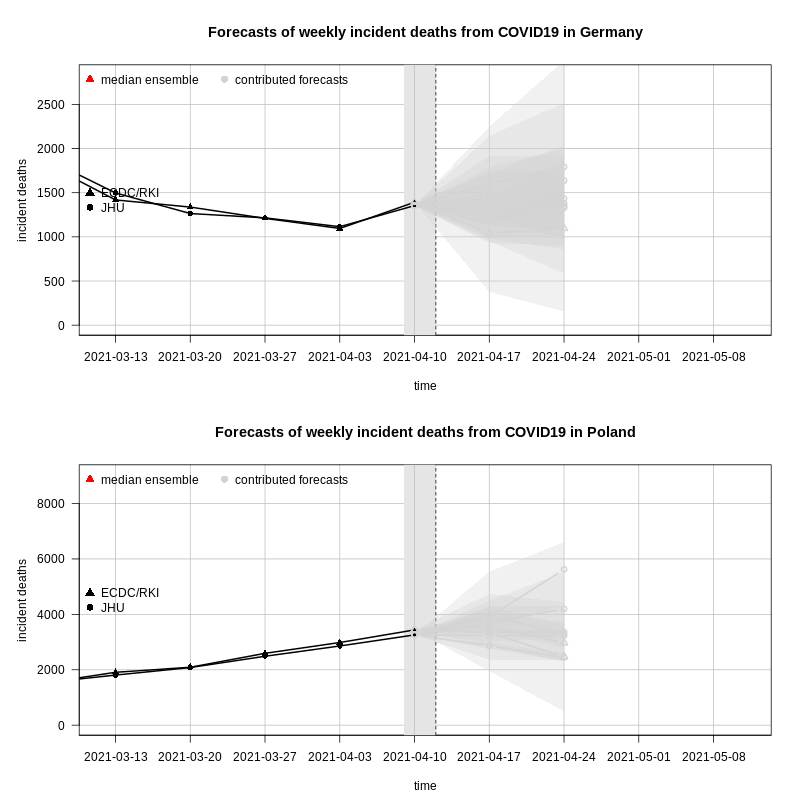 Forecasts of weekly incident deaths from COVID19 in Germany
median ensemble contributed forecasts
2500
2000
1500
1000
500
0
incident deaths
ECDC/RKI
JHU
2021-03-13 2021-03-20 2021-03-27 2021-04-03 2021-04-10 2021-04-17 2021-04-24 2021-05-01 2021-05-08
time
Forecasts of weekly incident deaths from COVID19 in Poland
median ensemble contributed forecasts
8000
6000
4000
2000
0
incident deaths
ECDC/RKI
JHU
2021-03-13 2021-03-20 2021-03-27 2021-04-03 2021-04-10 2021-04-17 2021-04-24 2021-05-01 2021-05-08
time